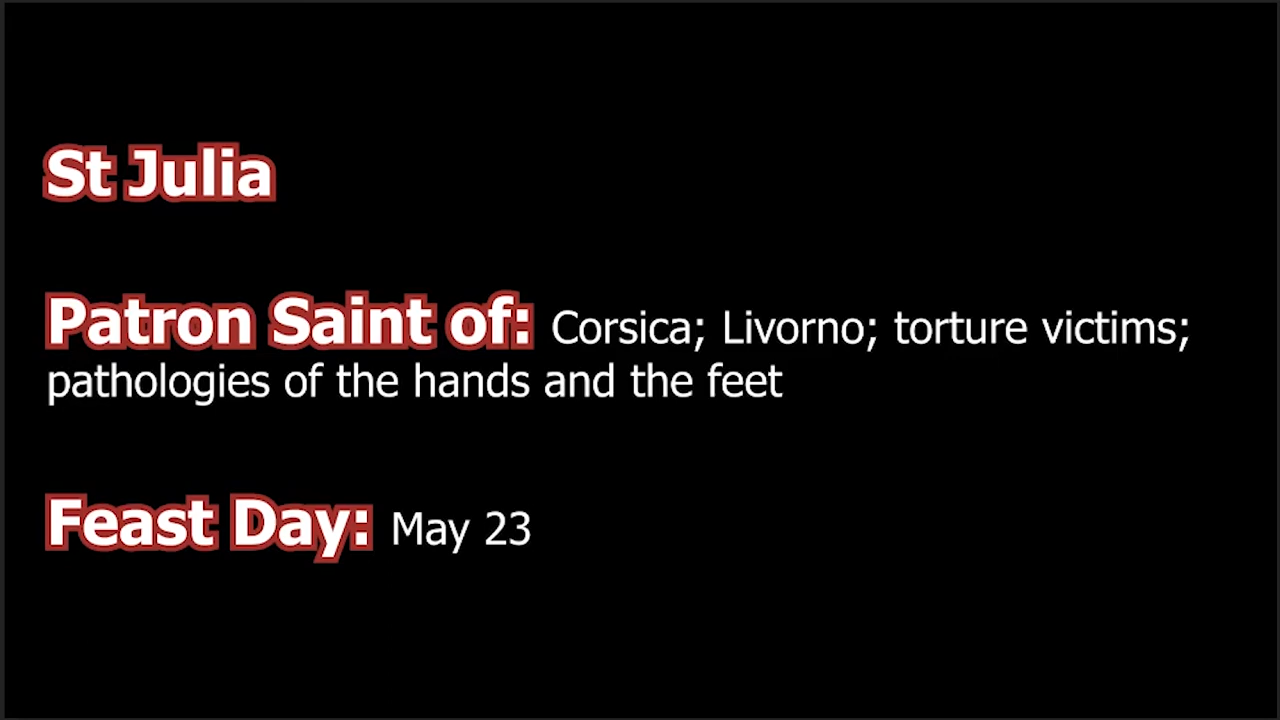 St Julia
Patron Saint of: Corsica; Livorno; torture victims;
pathologies of the hands and the feet
Feast Day: May 23